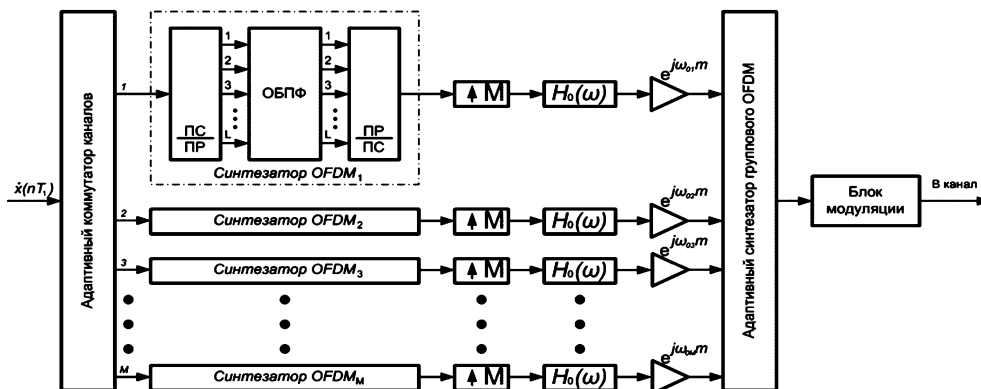 Адаптивный коммутатор каналов
ẋ(nT₁)
1
ПС
ПР
1
2
3
L
ОБПФ
1
2
3
L
ПР
ПС
Синтезатор OFDM₁
M
H₀(ω)
e^jω₀₁m
2
Синтезатор OFDM₂
M
H₀(ω)
e^jω₀₂m
3
Синтезатор OFDM₃
M
H₀(ω)
e^jω₀₃m
M
Синтезатор OFDM_M
M
H₀(ω)
e^jω₀ₘm
Адаптивный синтезатор группового OFDM
Блок
модуляции
В канал